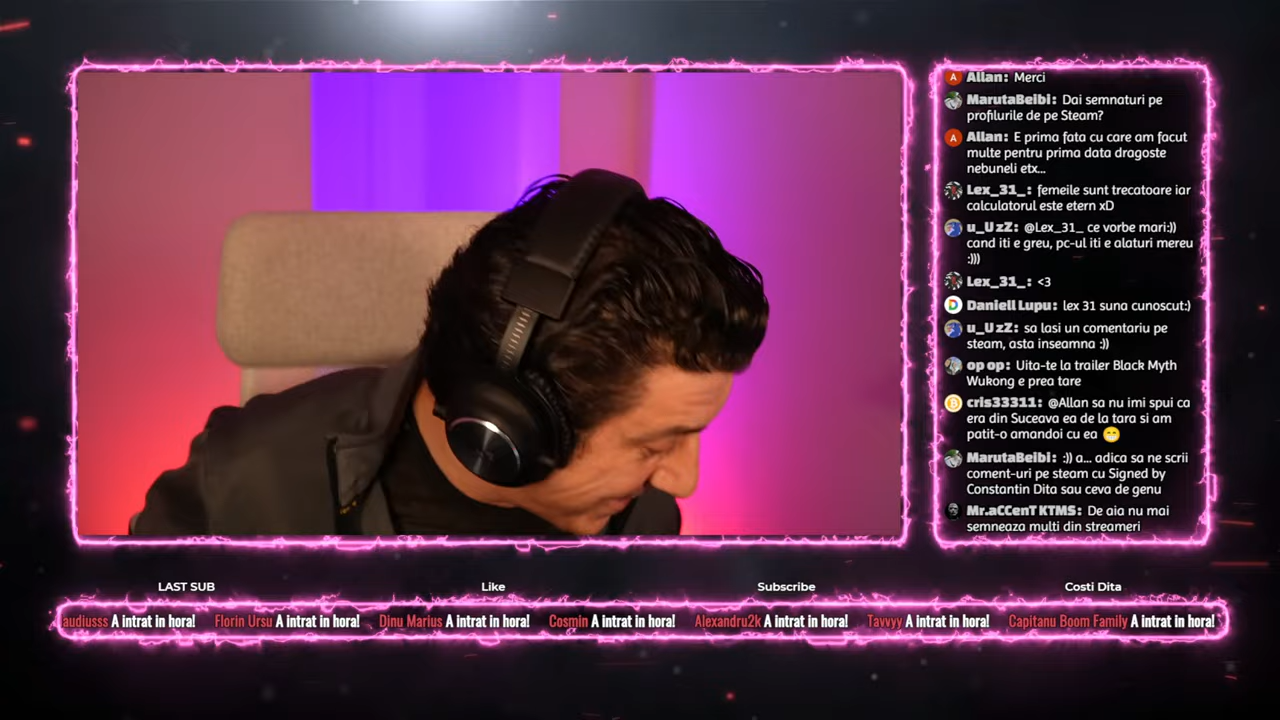 A Allan: Merci
MarutaBeibi: Dai semnaturi pe
profilurile de pe Steam?
A Allan: E prima fata cu care am facut
multe pentru prima data dragoste
nebuneli etx...
Lex_31_: femeile sunt trecatoare iar
calculatorul este etern xD
u_UzZ: @Lex_31_ ce vorbe mari:))
cand iti e greu, pc-ul iti e alaturi mereu
:)))
Lex_31_: <3
Daniell Lupu: lex 31 suna cunoscut:)
u_UzZ: sa lasi un comentariu pe
steam, asta inseamna :))
op op: Uita-te la trailer Black Myth
Wukong e prea tare
cris33311: @Allan sa nu imi spui ca
era din Suceava ea de la tara si am
patit-o amandoi cu ea 😁
MarutaBeibi: :)) a... adica sa ne scrii
coment-uri pe steam cu Signed by
Constantin Dita sau ceva de genu
Mr.aCCenT KTMS: De aia nu mai
semneaza multi din streameri
LAST SUB Like Subscribe Costi Dita
audiusss A intrat in hora! Florin Ursu A intrat in hora! Dinu Marius A intrat in hora! Cosmin A intrat in hora! Alexandru2k A intrat in hora! Tavvyy A intrat in hora! Capitanu Boom Family A intrat in hora!